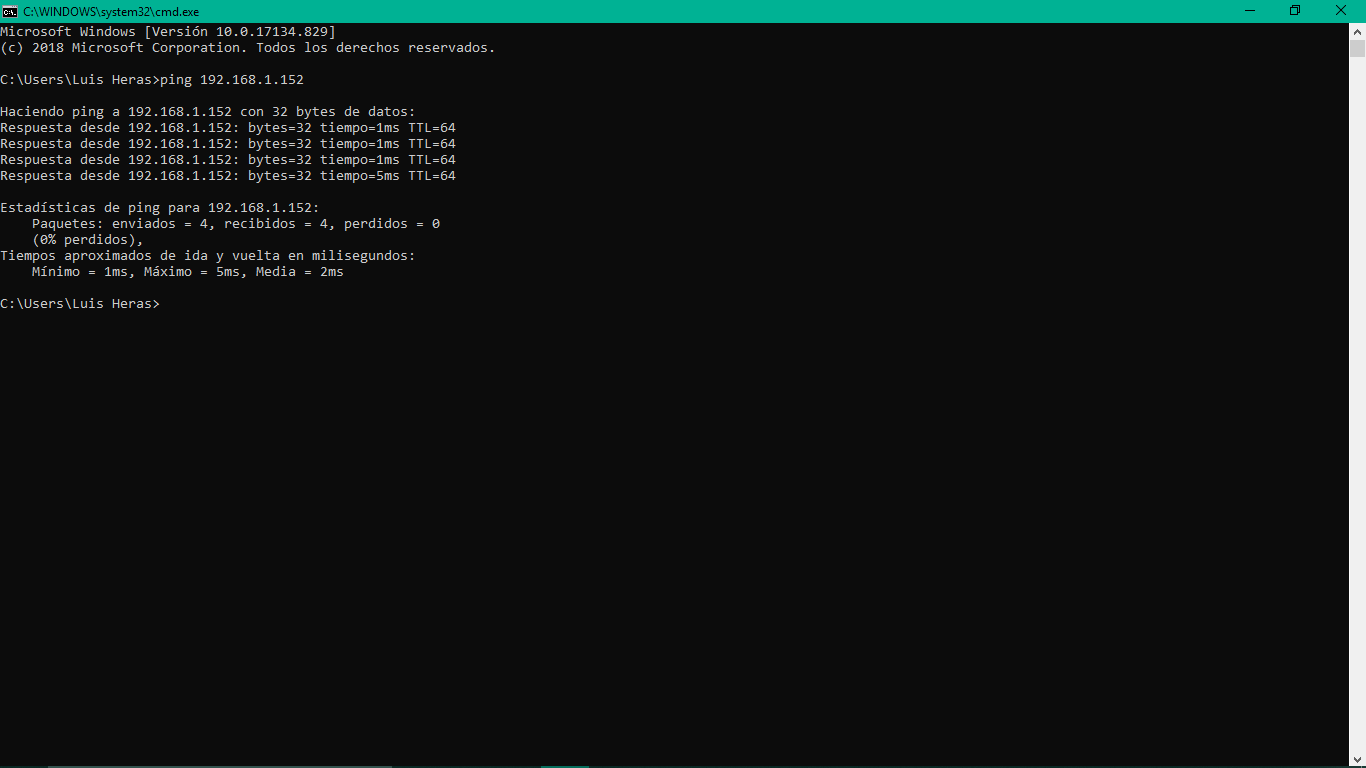 C:\WINDOWS\system32\cmd.exe
Microsoft Windows [Versión 10.0.17134.829]
(c) 2018 Microsoft Corporation. Todos los derechos reservados.
C:\Users\Luis Heras>ping 192.168.1.152
Haciendo ping a 192.168.1.152 con 32 bytes de datos:
Respuesta desde 192.168.1.152: bytes=32 tiempo=1ms TTL=64
Respuesta desde 192.168.1.152: bytes=32 tiempo=1ms TTL=64
Respuesta desde 192.168.1.152: bytes=32 tiempo=1ms TTL=64
Respuesta desde 192.168.1.152: bytes=32 tiempo=5ms TTL=64
Estadísticas de ping para 192.168.1.152:
    Paquetes: enviados = 4, recibidos = 4, perdidos = 0
    (0% perdidos),
Tiempos aproximados de ida y vuelta en milisegundos:
    Mínimo = 1ms, Máximo = 5ms, Media = 2ms
C:\Users\Luis Heras>